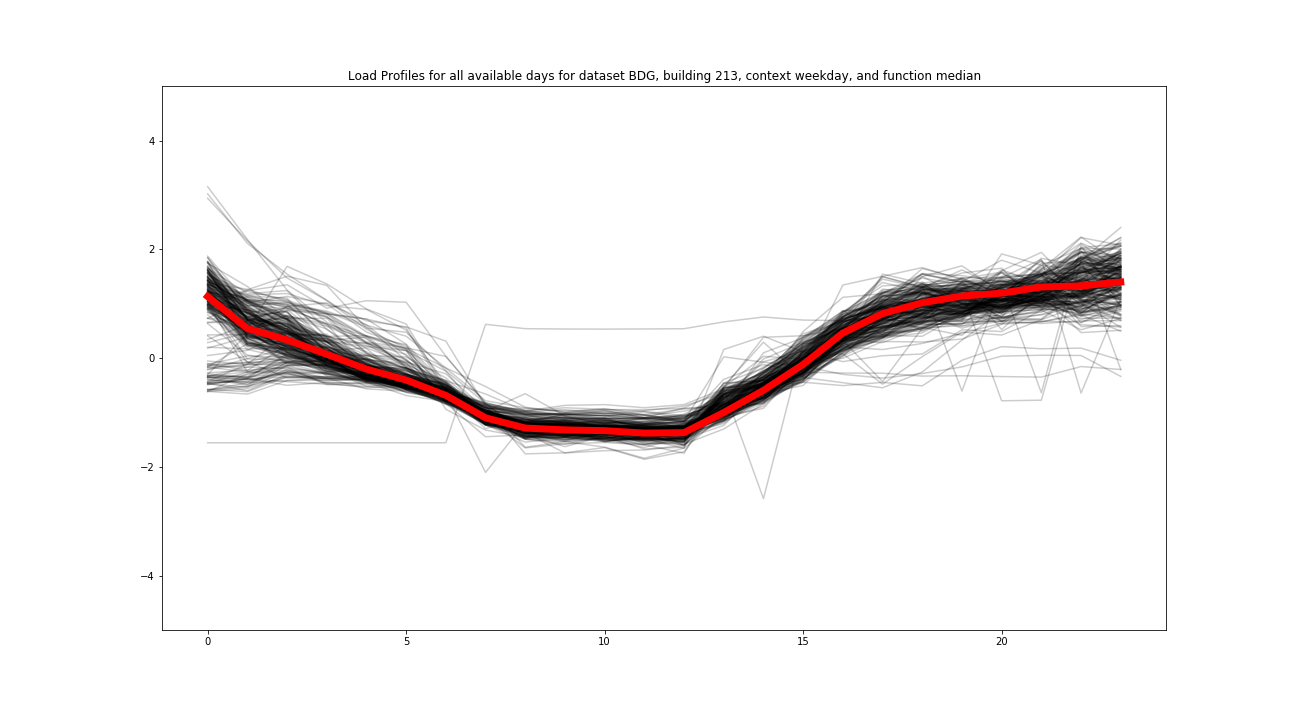 Load Profiles for all available days for dataset BDG, building 213, context weekday, and function median
4
2
0
−2
−4
0 5 10 15 20